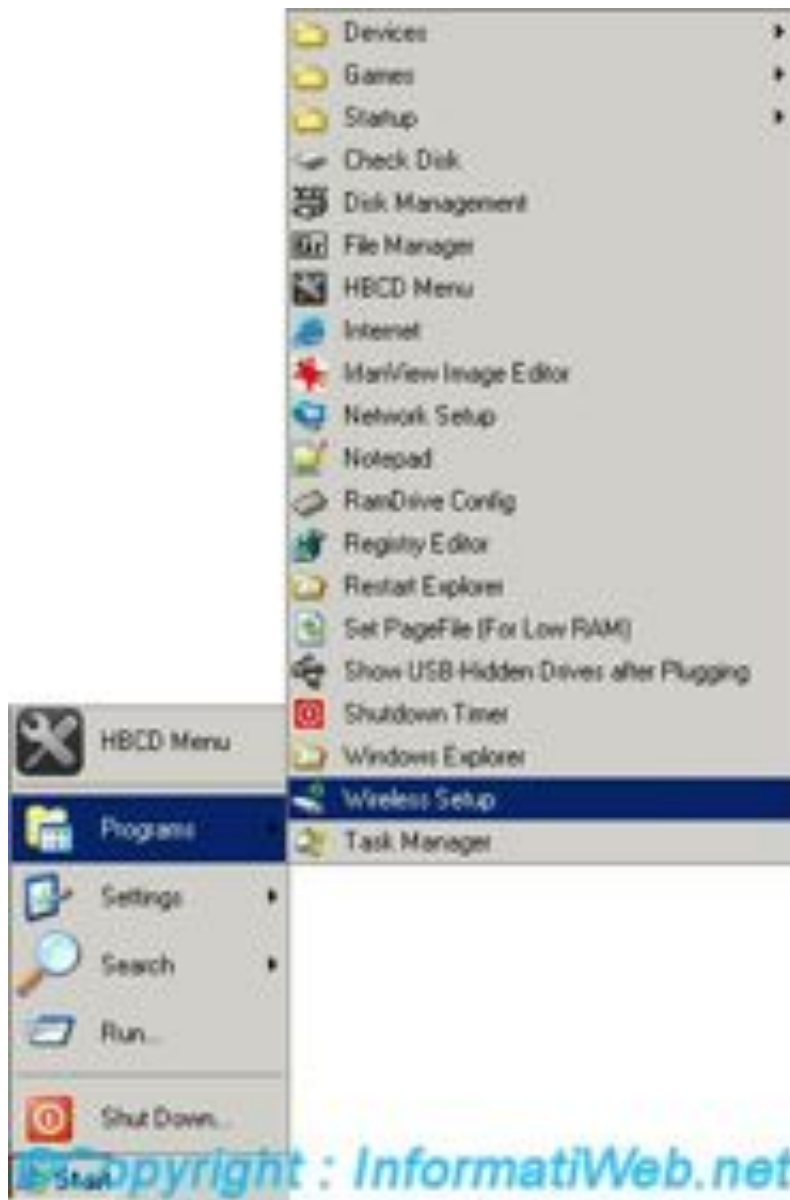 Devices
Games
Startup
Check Disk
Disk Management
File Manager
HBCD Menu
Internet
IrfanView Image Editor
Network Setup
Notepad
RamDrive Config
Registry Editor
Restart Explorer
Set PageFile (For Low RAM)
Show USB-Hidden Drives after Plugging
Shutdown Timer
Windows Explorer
Wireless Setup
Task Manager
HBCD Menu
Programs
Settings
Search
Run...
Shut Down...
Start
© Copyright : InformatiWeb.net